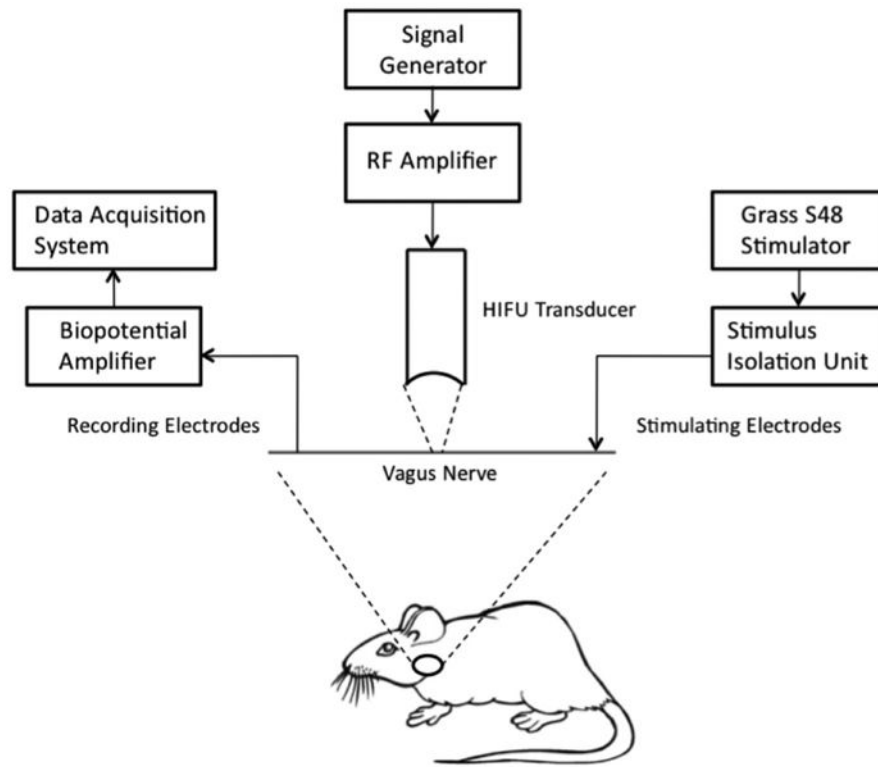 Signal
Generator
RF Amplifier
Data Acquisition
System
Grass S48
Stimulator
HIFU Transducer
Biopotential
Amplifier
Stimulus
Isolation Unit
Recording Electrodes
Stimulating Electrodes
Vagus Nerve